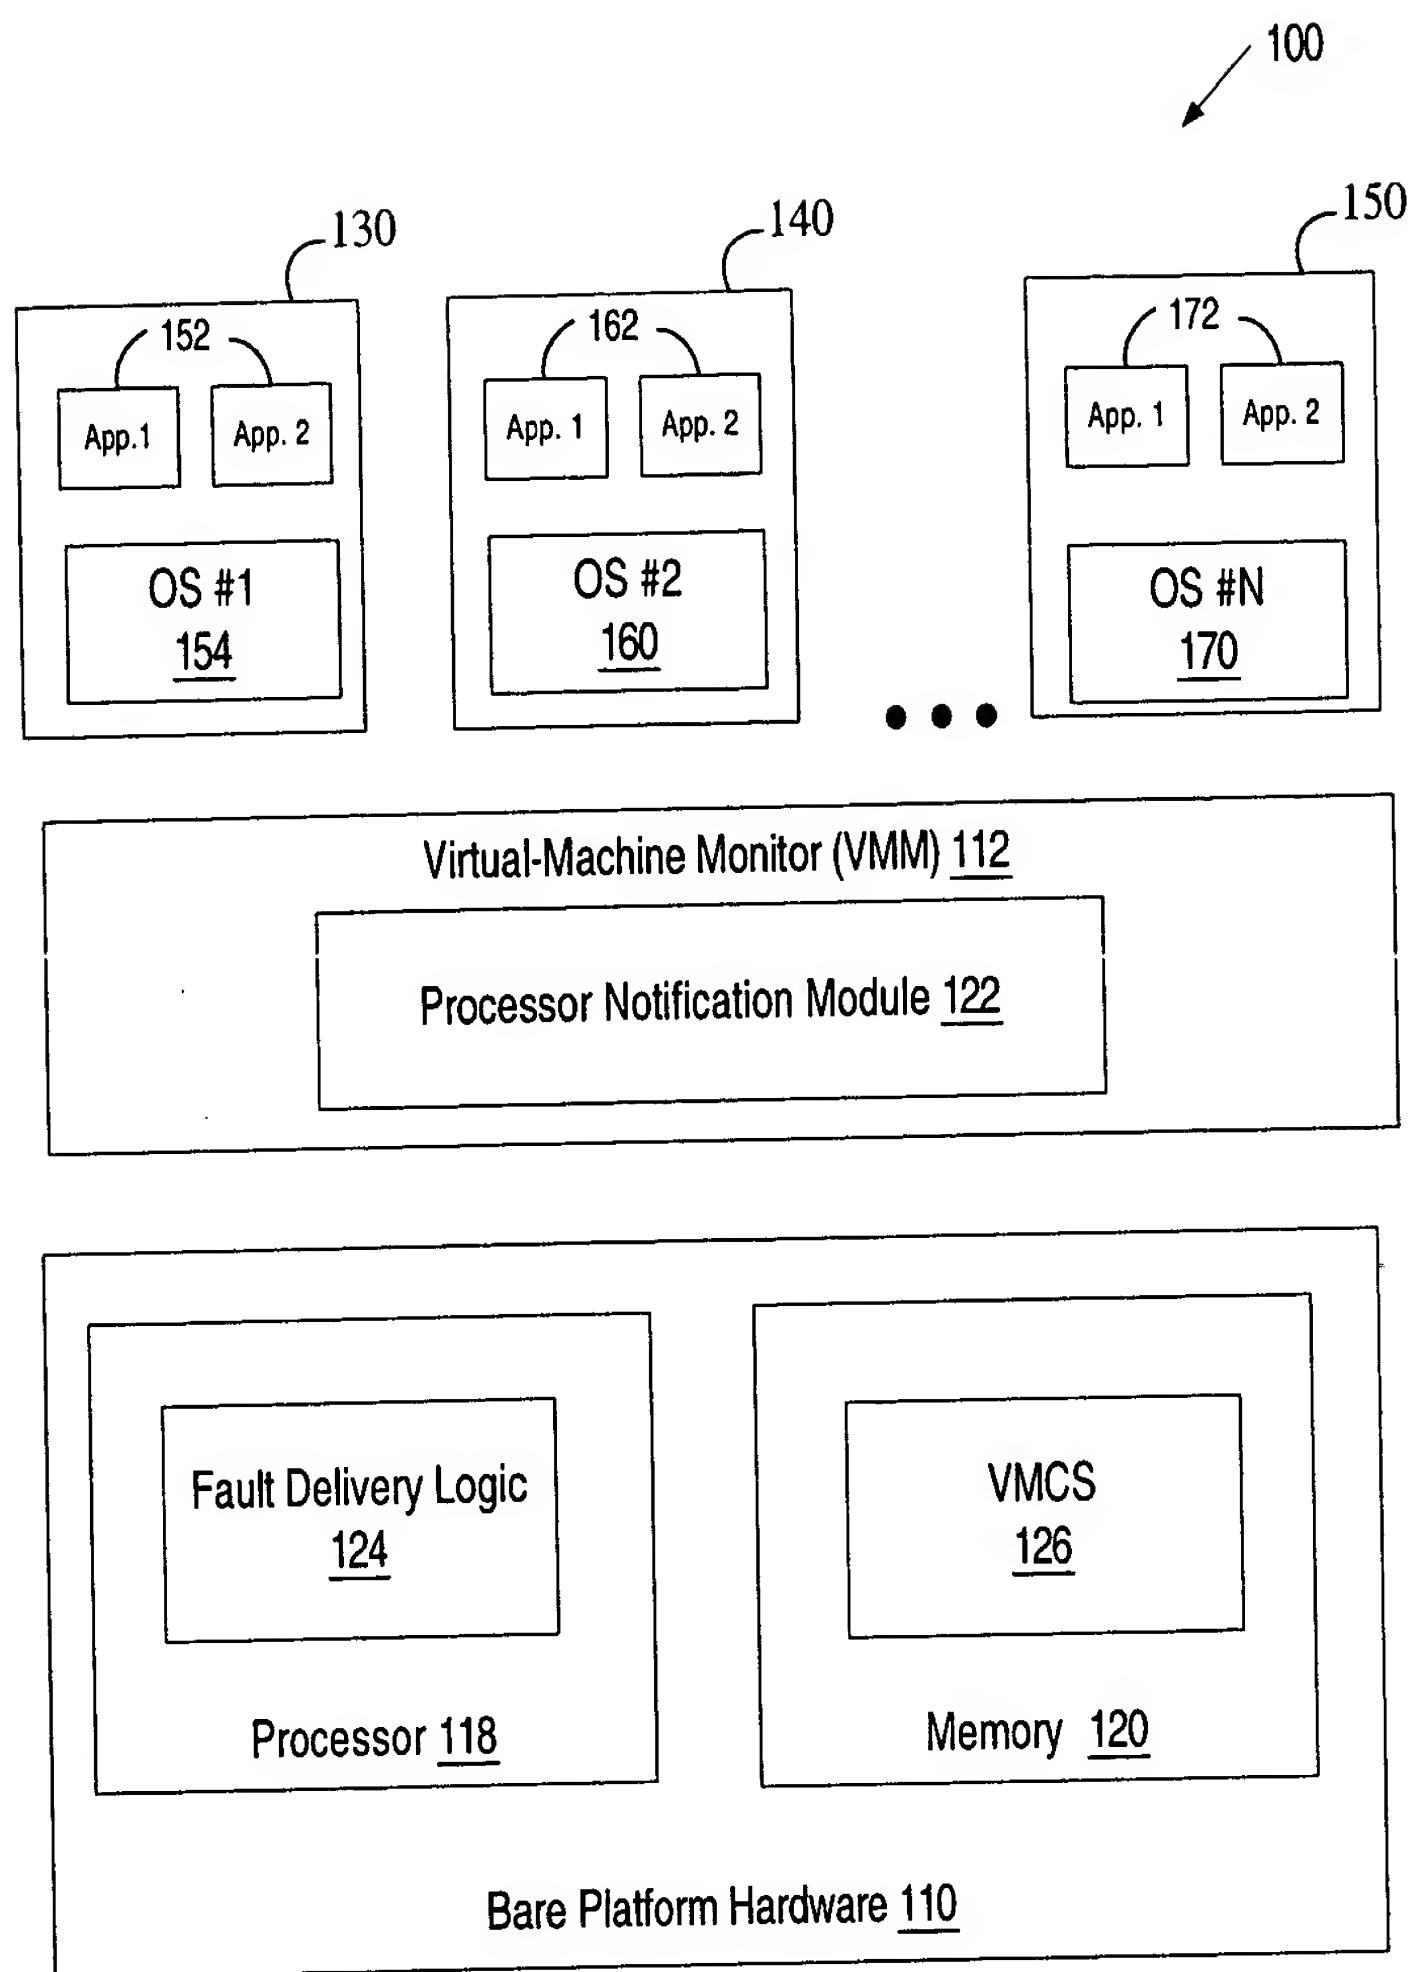 100
130
140
150
152
162
172
App.1
App. 2
App. 1
App. 2
App. 1
App. 2
OS #1
154
OS #2
160
OS #N
170
Virtual-Machine Monitor (VMM) 112
Processor Notification Module 122
Fault Delivery Logic
124
VMCS
126
Processor 118
Memory 120
Bare Platform Hardware 110